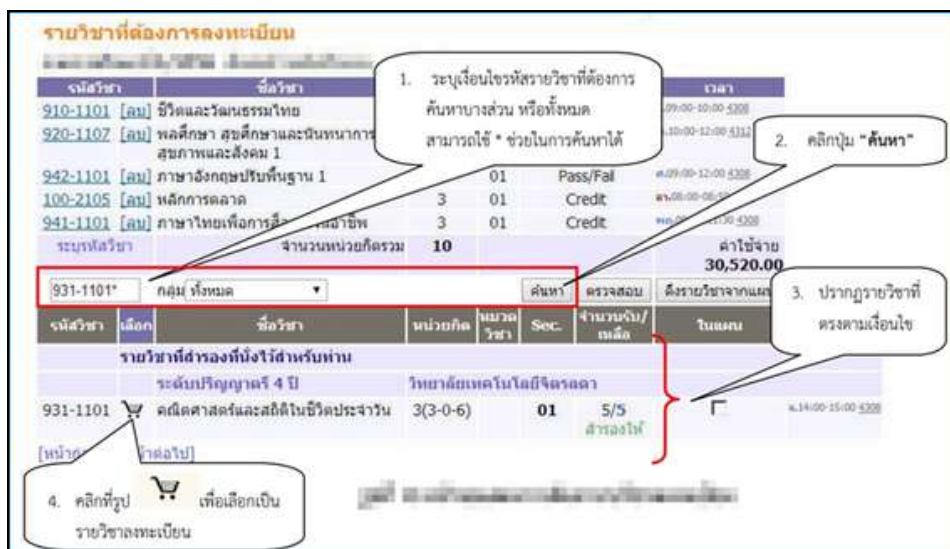 รายวิชาที่ต้องการลงทะเบียน
รหัสวิชา ชื่อวิชา เวลา
910-1101 [ลบ] ชีวิตและวัฒนธรรมไทย .09:00-10:00 4308
920-1107 [ลบ] พลศึกษา สุขศึกษาและนันทนาการ .10:00-12:00 4312
สุขภาพและสังคม 1
942-1101 [ลบ] ภาษาอังกฤษปรับพื้นฐาน 1 01 Pass/Fail ศ.09:00-12:00 4308
100-2105 [ลบ] หลักการตลาด 3 01 Credit
941-1101 [ลบ] ภาษาไทยเพื่อการ 3 01 Credit
ระบุรหัสวิชา จำนวนหน่วยกิตรวม 10 ค่าใช้จ่าย
30,520.00
931-1101* กลุ่ม ทั้งหมด ค้นหา ตรวจสอบ ดึงรายวิชาจากแผน
รหัสวิชา เลือก ชื่อวิชา หน่วยกิต หมวดวิชา Sec. จำนวนรับ/เหลือ ในแผน
รายวิชาที่สำรองที่นั่งไว้สำหรับท่าน
ระดับปริญญาตรี 4 ปี วิทยาลัยเทคโนโลยีจิตรลดา
931-1101 คณิตศาสตร์และสถิติในชีวิตประจำวัน 3(3-0-6) 01 5/5 จ.14:00-15:00 4308
สำรองให้
1. ระบุเงื่อนไขรหัสรายวิชาที่ต้องการ
ค้นหาบางส่วน หรือทั้งหมด
สามารถใช้ * ช่วยในการค้นหาได้
2. คลิกปุ่ม "ค้นหา"
3. ปรากฏรายวิชาที่
ตรงตามเงื่อนไข
4. คลิกที่รูป เพื่อเลือกเป็น
รายวิชาลงทะเบียน